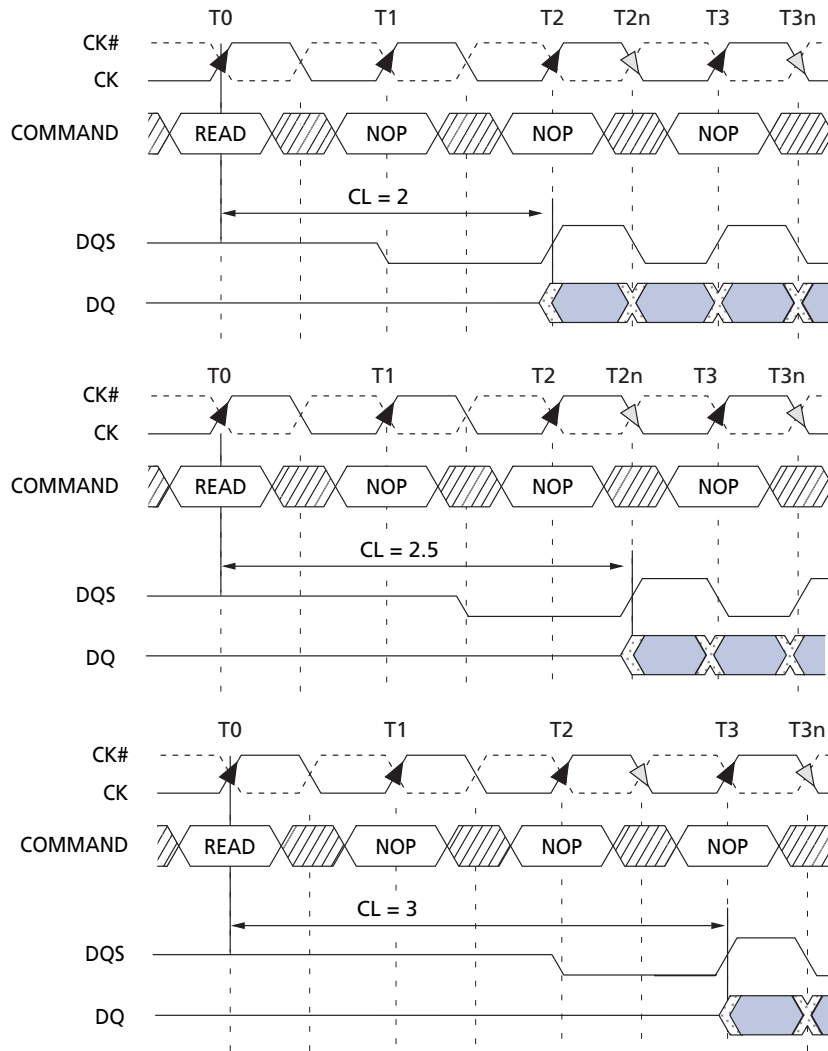 T0 T1 T2 T2n T3 T3n
CK#
CK
COMMAND READ NOP NOP NOP
CL = 2
DQS
DQ
T0 T1 T2 T2n T3 T3n
CK#
CK
COMMAND READ NOP NOP NOP
CL = 2.5
DQS
DQ
T0 T1 T2 T3 T3n
CK#
CK
COMMAND READ NOP NOP NOP
CL = 3
DQS
DQ